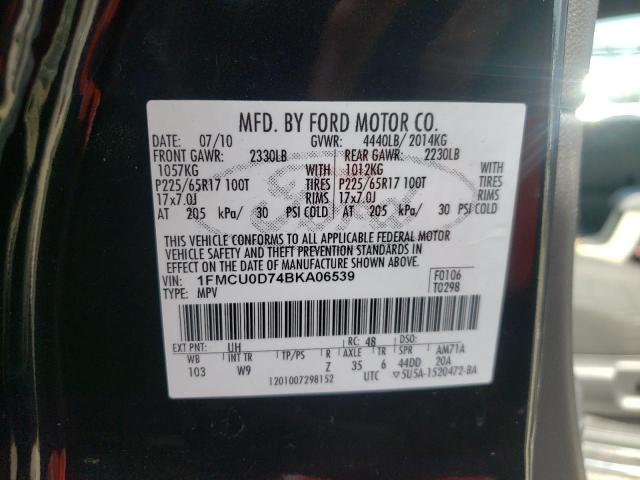 MFD. BY FORD MOTOR CO.
DATE: 07/10 GVWR: 4440LB/ 2014KG
FRONT GAWR: 2330LB REAR GAWR: 2230LB
1057KG WITH 1012KG WITH
P225/65R17 100T TIRES P225/65R17 100T TIRES
17x7.0J RIMS 17x7.0J RIMS
AT 205 kPa/ 30 PSI COLD AT 205 kPa/ 30 PSI COLD
THIS VEHICLE CONFORMS TO ALL APPLICABLE FEDERAL MOTOR
VEHICLE SAFETY AND THEFT PREVENTION STANDARDS IN
EFFECT ON THE DATE OF MANUFACTURE SHOWN ABOVE.
VIN: 1FMCU0D74BKA06539 F0106
TYPE: MPV T0298
EXT PNT: UH RC: 48 DSO:
WB INT TR TP/PS R AXLE TR SPR AM71A
103 W9 Z 35 6 44DD 20A
1201007298152 UTC ▽5U5A-1520472-BA